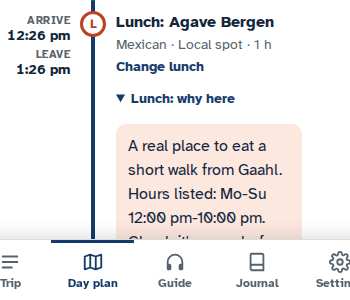 ARRIVE
12:26 pm
LEAVE
1:26 pm
L
Lunch: Agave Bergen
Mexican · Local spot · 1 h
Change lunch
▼ Lunch: why here
A real place to eat a
short walk from Gaahl.
Hours listed: Mo-Su
12:00 pm-10:00 pm.
Trip
Day plan
Guide
Journal